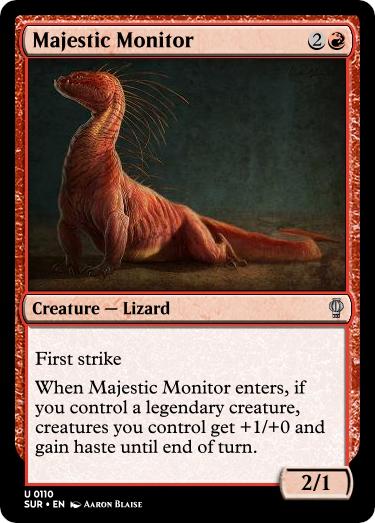 Majestic Monitor 2
Creature — Lizard
First strike
When Majestic Monitor enters, if
you control a legendary creature,
creatures you control get +1/+0 and
gain haste until end of turn.
2/1
U 0110
SUR • EN Aaron Blaise